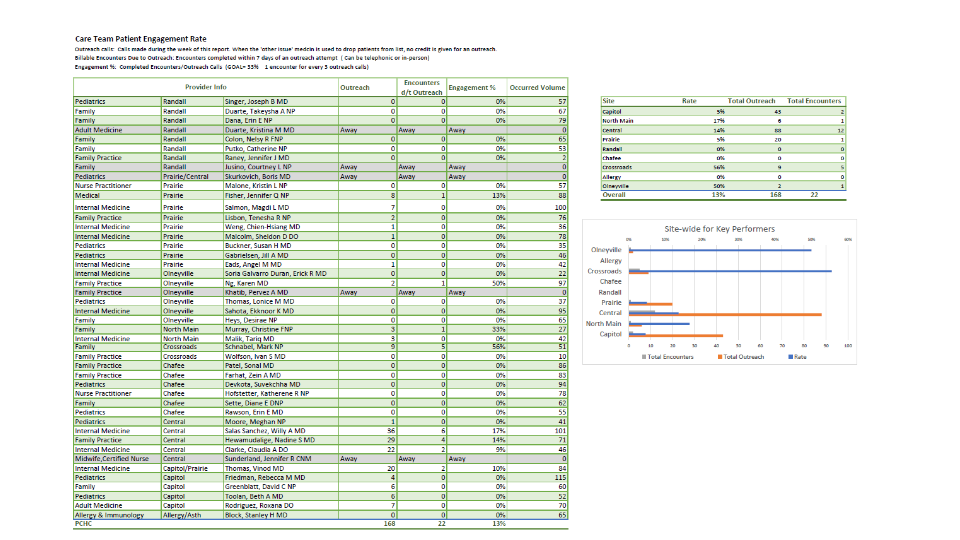 Care Team Patient Engagement Rate
Outreach calls: Calls made during the week of this report. When the 'other issue' medcin is used to drop patients from list, no credit is given for an outreach.
Billable Encounters Due to Outreach: Encounters completed within 7 days of an outreach attempt ( Can be telephonic or in-person)
Engagement %: Completed Encounters/Outreach Calls (GOAL= 33% 1 encounter for every 3 outreach calls)
Provider Info Outreach Encounters d/t Outreach Engagement % Occurred Volume
Pediatrics Randall Singer, Joseph B MD 0 0 0% 57
Family Randall Duarte, Takeysha A NP 0 0 0% 67
Family Randall Dana, Erin E NP 0 0 0% 79
Adult Medicine Randall Duarte, Kristina M MD Away Away Away 0
Family Randall Colon, Nelsy R FNP 0 0 0% 65
Family Randall Putko, Catherine NP 0 0 0% 53
Family Practice Randall Raney, Jennifer J MD 0 0 0% 2
Family Randall Jusino, Courtney L NP Away Away Away 0
Pediatrics Prairie/Central Skurkovich, Boris MD Away Away Away 0
Nurse Practitioner Prairie Malone, Kristin L NP 0 0 0% 57
Medical Prairie Fisher, Jennifer Q NP 8 1 13% 88
Internal Medicine Prairie Salmon, Magdi L MD 7 0 0% 100
Family Practice Prairie Lisbon, Tenesha R NP 2 0 0% 76
Internal Medicine Prairie Weng, Chien-Hsiang MD 1 0 0% 36
Internal Medicine Prairie Malcolm, Sheldon D DO 1 0 0% 78
Pediatrics Prairie Buckner, Susan H MD 0 0 0% 35
Pediatrics Prairie Gabrielsen, Jill A MD 0 0 0% 46
Internal Medicine Prairie Eads, Angel M MD 1 0 0% 42
Internal Medicine Olneyville Soria Galvarro Duran, Erick R MD 0 0 0% 22
Family Practice Olneyville Ng, Karen MD 2 1 50% 97
Family Practice Olneyville Khatib, Pervez A MD Away Away Away 0
Pediatrics Olneyville Thomas, Lonice M MD 0 0 0% 37
Internal Medicine Olneyville Sahota, Ekknoor K MD 0 0 0% 95
Family Olneyville Heys, Desirae NP 0 0 0% 65
Family North Main Murray, Christine FNP 3 1 33% 27
Internal Medicine North Main Malik, Tariq MD 3 0 0% 42
Family Crossroads Schnabel, Mark NP 9 5 56% 51
Family Practice Crossroads Wolfson, Ivan S MD 0 0 0% 10
Family Practice Chafee Patel, Sonal MD 0 0 0% 86
Family Practice Chafee Farhat, Zein A MD 0 0 0% 83
Pediatrics Chafee Devkota, Suvekchha MD 0 0 0% 94
Nurse Practitioner Chafee Hofstetter, Katherene R NP 0 0 0% 78
Family Chafee Sette, Diane E DNP 0 0 0% 62
Pediatrics Chafee Rawson, Erin E MD 0 0 0% 55
Pediatrics Central Moore, Meghan NP 1 0 0% 41
Internal Medicine Central Salas Sanchez, Willy A MD 36 6 17% 101
Family Practice Central Hewamudalige, Nadine S MD 29 4 14% 71
Internal Medicine Central Clarke, Claudia A DO 22 2 9% 46
Midwife,Certified Nurse Central Sunderland, Jennifer R CNM Away Away Away 0
Internal Medicine Capitol/Prairie Thomas, Vinod MD 20 2 10% 84
Pediatrics Capitol Friedman, Rebecca M MD 4 0 0% 115
Family Capitol Greenblatt, David C NP 6 0 0% 60
Pediatrics Capitol Toolan, Beth A MD 6 0 0% 52
Adult Medicine Capitol Rodriguez, Roxana DO 7 0 0% 70
Allergy & Immunology Allergy/Asth Block, Stanley H MD 0 0 0% 65
PCHC 168 22 13%
Site Rate Total Outreach Total Encounters
Capitol 5% 43 2
North Main 17% 6 1
Central 14% 88 12
Prairie 5% 20 1
Randall 0% 0 0
Chafee 0% 0 0
Crossroads 56% 9 5
Allergy 0% 0 0
Olneyville 50% 2 1
Overall 13% 168 22
Site-wide for Key Performers
0% 10% 20% 30% 40% 50% 60%
Olneyville
Allergy
Crossroads
Chafee
Randall
Prairie
Central
North Main
Capitol
0 10 20 30 40 50 60 70 80 90 100
Total Encounters Total Outreach Rate